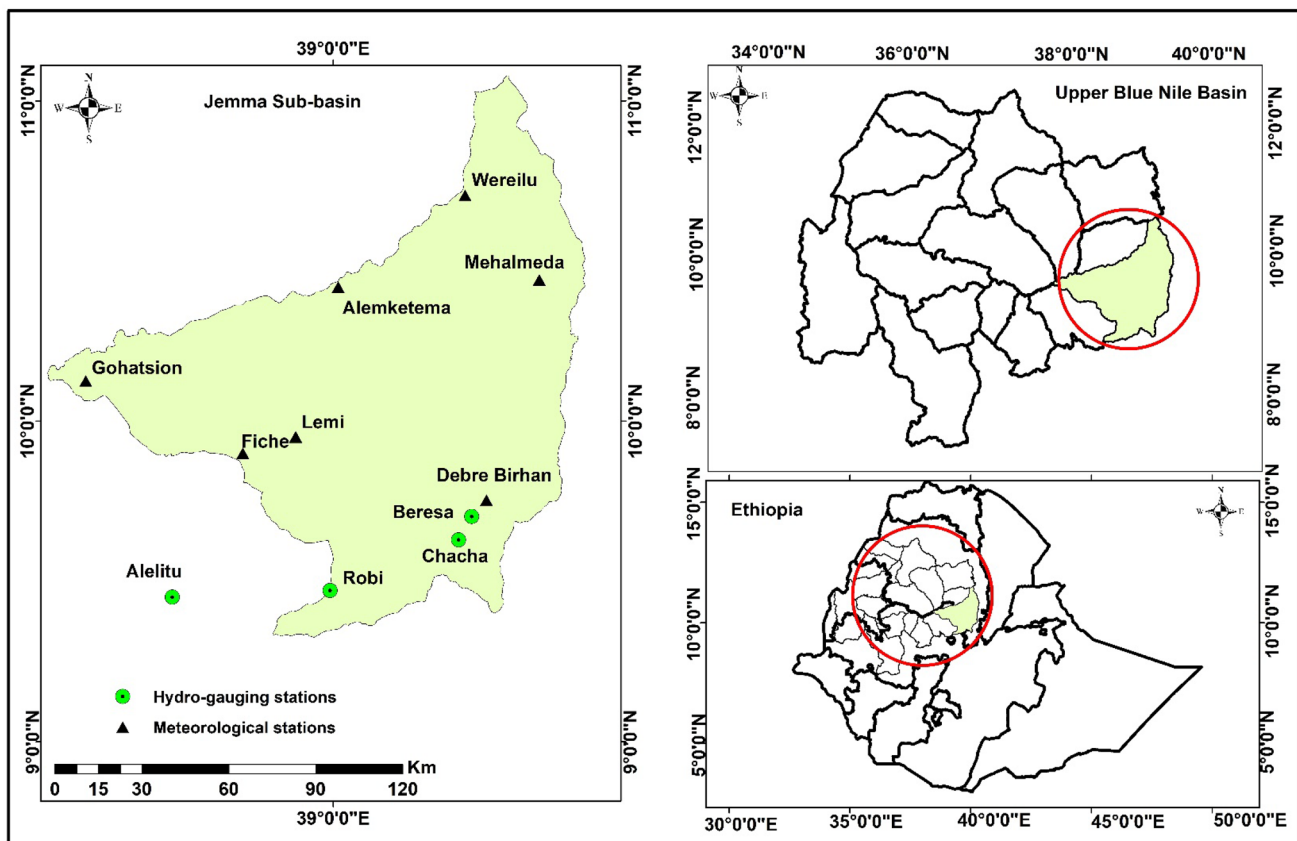 39°0'0"E
Jemma Sub-basin
N
W
E
S
11°0'0"N
11°0'0"N
Wereilu
Mehalmeda
Alemketema
Gohatsion
Lemi
Fiche
10°0'0"N
10°0'0"N
Debre Birhan
Beresa
Chacha
Alelitu
Robi
Hydro-gauging stations
Meteorological stations
9°0'0"N
9°0'0"N
Km
0 15 30 60 90 120
39°0'0"E
34°0'0"N 36°0'0"N 38°0'0"N 40°0'0"N
Upper Blue Nile Basin
N
W
E
S
12°0'0"N
12°0'0"N
10°0'0"N
10°0'0"N
8°0'0"N
8°0'0"N
Ethiopia
N
W
E
S
15°0'0"N
15°0'0"N
10°0'0"N
10°0'0"N
5°0'0"N
5°0'0"N
30°0'0"E 35°0'0"E 40°0'0"E 45°0'0"E 50°0'0"E